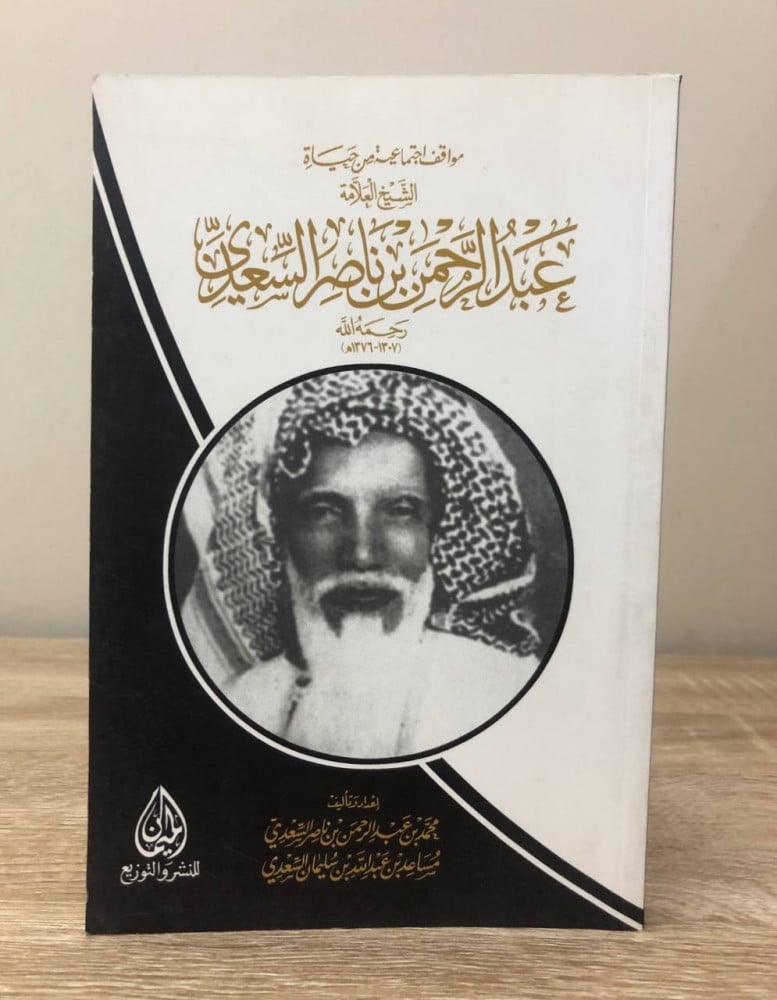 مواقف اجتماعية من حياة
الشيخ العلامة
عبد الرحمن بن ناصر السعدي
رحمه الله
(١٣٠٧-١٣٧٦هـ)
إعداد وتأليف
محمد بن عبد الرحمن بن ناصر السعدي
مساعد بن عبد الله بن سليمان السعدي
الميمان
للنشر والتوزيع